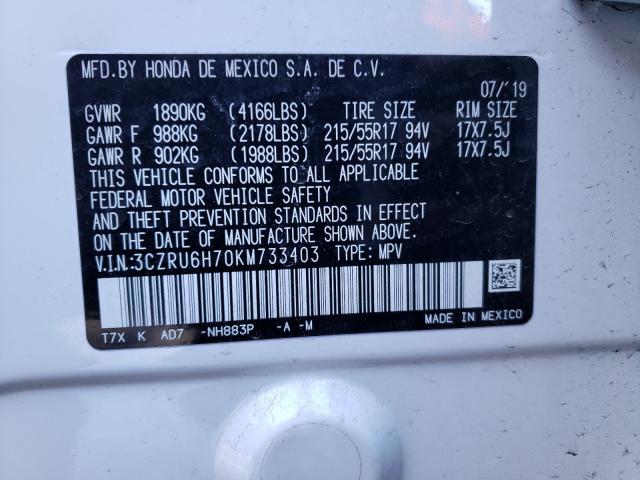 MFD.BY HONDA DE MEXICO S.A. DE C.V.
07/'19
GVWR 1890KG (4166LBS) TIRE SIZE RIM SIZE
GAWR F 988KG (2178LBS) 215/55R17 94V 17X7.5J
GAWR R 902KG (1988LBS) 215/55R17 94V 17X7.5J
THIS VEHICLE CONFORMS TO ALL APPLICABLE
FEDERAL MOTOR VEHICLE SAFETY
AND THEFT PREVENTION STANDARDS IN EFFECT
ON THE DATE OF MANUFACTURE SHOWN ABOVE.
V.I.N:3CZRU6H70KM733403 TYPE: MPV
T7X K AD7 -NH883P -A -M MADE IN MEXICO